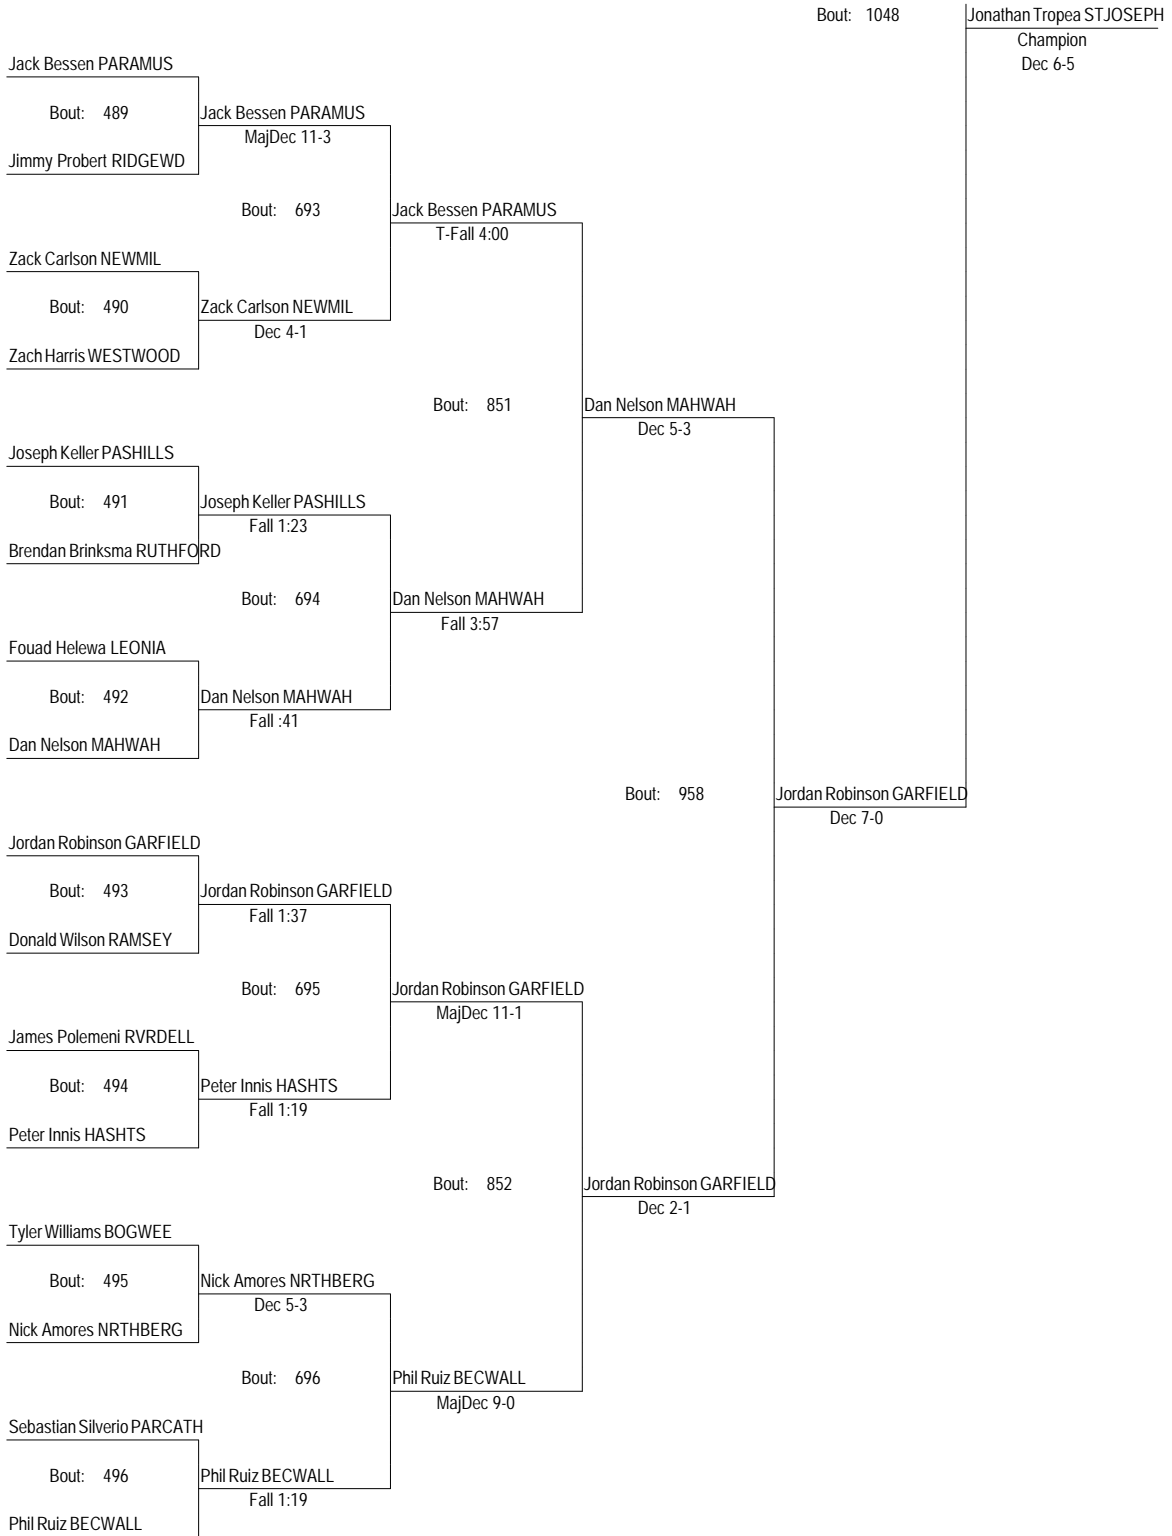 Bout: 1048 Jonathan Tropea STJOSEPH
Champion
Dec 6-5
Jack Bessen PARAMUS
Bout: 489 Jack Bessen PARAMUS
MajDec 11-3
Jimmy Probert RIDGEWD
Bout: 693 Jack Bessen PARAMUS
T-Fall 4:00
Zack Carlson NEWMIL
Bout: 490 Zack Carlson NEWMIL
Dec 4-1
Zach Harris WESTWOOD
Bout: 851 Dan Nelson MAHWAH
Dec 5-3
Joseph Keller PASHILLS
Bout: 491 Joseph Keller PASHILLS
Fall 1:23
Brendan Brinksma RUTHFORD
Bout: 694 Dan Nelson MAHWAH
Fall 3:57
Fouad Helewa LEONIA
Bout: 492 Dan Nelson MAHWAH
Fall :41
Dan Nelson MAHWAH
Bout: 958 Jordan Robinson GARFIELD
Dec 7-0
Jordan Robinson GARFIELD
Bout: 493 Jordan Robinson GARFIELD
Fall 1:37
Donald Wilson RAMSEY
Bout: 695 Jordan Robinson GARFIELD
MajDec 11-1
James Polemeni RVRDELL
Bout: 494 Peter Innis HASHTS
Fall 1:19
Peter Innis HASHTS
Bout: 852 Jordan Robinson GARFIELD
Dec 2-1
Tyler Williams BOGWEE
Bout: 495 Nick Amores NRTHBERG
Dec 5-3
Nick Amores NRTHBERG
Bout: 696 Phil Ruiz BECWALL
MajDec 9-0
Sebastian Silverio PARCATH
Bout: 496 Phil Ruiz BECWALL
Fall 1:19
Phil Ruiz BECWALL